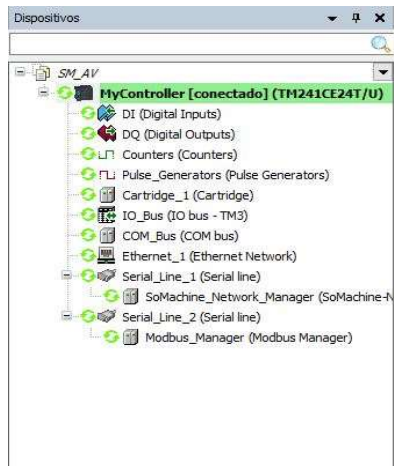 Dispositivos
SM_AV
MyController [conectado] (TM241CE24T/U)
DI (Digital Inputs)
DQ (Digital Outputs)
Counters (Counters)
Pulse_Generators (Pulse Generators)
Cartridge_1 (Cartridge)
IO_Bus (IO bus - TM3)
COM_Bus (COM bus)
Ethernet_1 (Ethernet Network)
Serial_Line_1 (Serial line)
SoMachine_Network_Manager (SoMachine-N
Serial_Line_2 (Serial line)
Modbus_Manager (Modbus Manager)